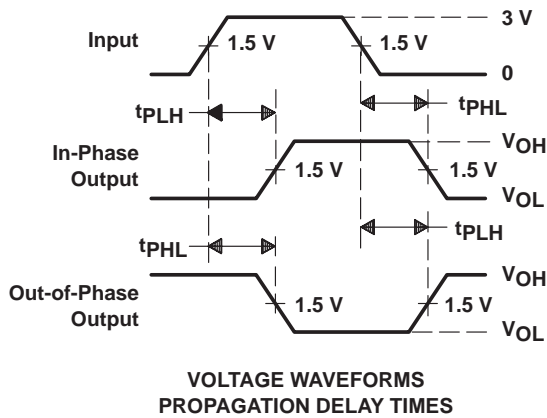 3 V
Input
1.5 V
1.5 V
0
tPLH
tPHL
In-Phase
Output
VOH
1.5 V
1.5 V
VOL
tPHL
tPLH
Out-of-Phase
Output
VOH
1.5 V
1.5 V
VOL
VOLTAGE WAVEFORMS
PROPAGATION DELAY TIMES